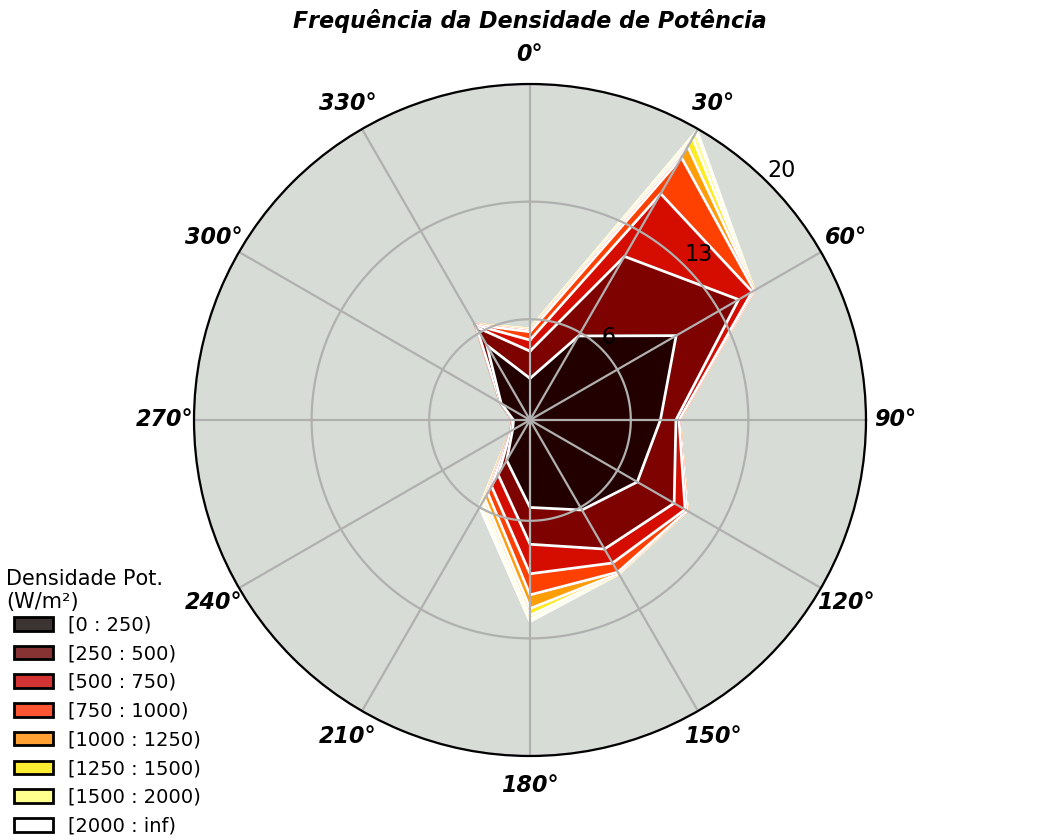 Frequência da Densidade de Potência
0°
330°
30°
20
300°
60°
13
6
270°
90°
240°
120°
210°
150°
180°
Densidade Pot.
(W/m²)
[0 : 250)
[250 : 500)
[500 : 750)
[750 : 1000)
[1000 : 1250)
[1250 : 1500)
[1500 : 2000)
[2000 : inf)